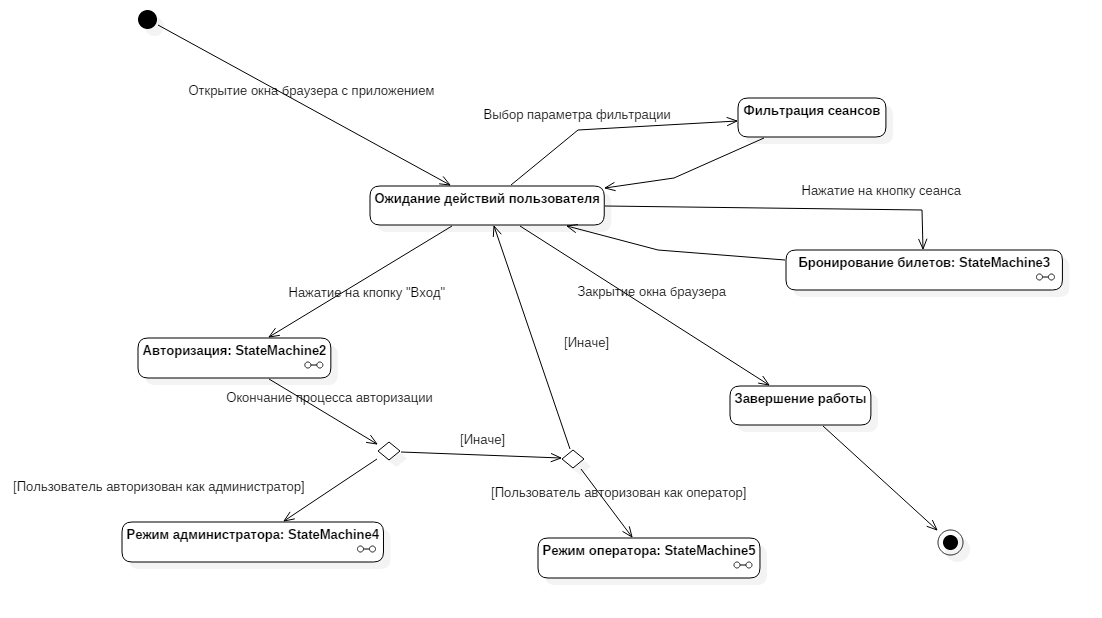 Открытие окна браузера с приложением
Выбор параметра фильтрации
Фильтрация сеансов
Ожидание действий пользователя
Нажатие на кнопку сеанса
Бронирование билетов: StateMachine3
Нажатие на кпопку "Вход"
Закрытие окна браузера
[Иначе]
Авторизация: StateMachine2
Окончание процесса авторизации
Завершение работы
[Иначе]
[Пользователь авторизован как администратор]
[Пользователь авторизован как оператор]
Режим администратора: StateMachine4
Режим оператора: StateMachine5